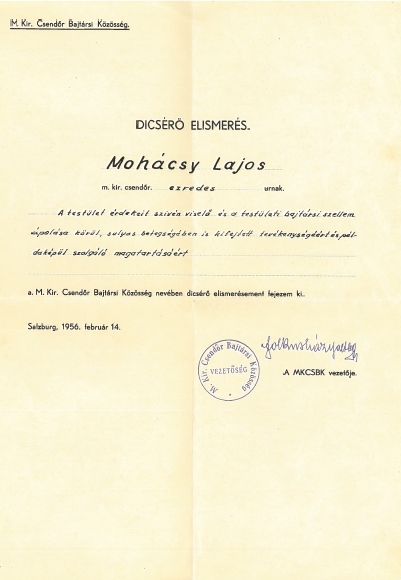 M. Kir. Csendőr Bajtársi Közösség.
DICSÉRŐ ELISMERÉS.
Mohácsy Lajos
m. kir. csendőr. ezredes urnak.
A testület érdekeit szivén viselő és a testületi bajtársi szellem
ápolása körül, sulyos betegségében is kifejtett tevékenységéért és pél-
daképül szolgáló magatartásáért
a. M. Kir. Csendőr Bajtársi Közösség nevében dicsérő elismerésemet fejezem ki.
Salzburg, 1956. február 14.
M. Kir. Csendőr Bajtársi Közösség
VEZETŐSÉG
A MKCSBK vezetője.